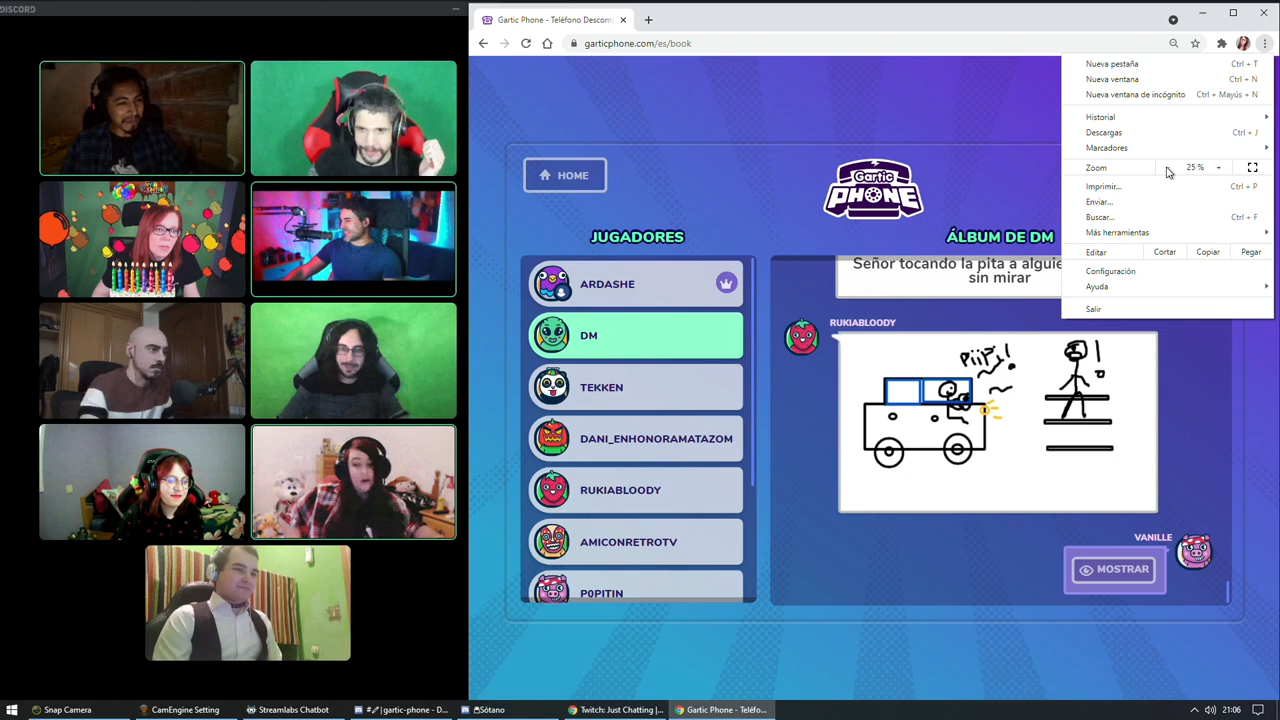 DISCORD
Gartic Phone - Teléfono Descom
garticphone.com/es/book
Nueva pestaña Ctrl + T
Nueva ventana Ctrl + N
Nueva ventana de incógnito Ctrl + Mayús + N
Historial
Descargas Ctrl + J
Marcadores
Zoom 25 %
Imprimir... Ctrl + P
Enviar...
Buscar... Ctrl + F
Más herramientas
Editar Cortar Copiar Pegar
Configuración
Ayuda
Salir
HOME
Gartic
PHONE
JUGADORES
ARDASHE
DM
TEKKEN
DANI_ENHONORAMATAZOM
RUKIABLOODY
AMICONRETROTV
P0PITIN
ÁLBUM DE DM
Señor tocando la pita a alguie
sin mirar
RUKIABLOODY
Piipi!
VANILLE
MOSTRAR
Snap Camera
CamEngine Setting
Streamlabs Chatbot
| gartic-phone - D...
Sótano
Twitch: Just Chatting |...
Gartic Phone - Teléfo...
21:06